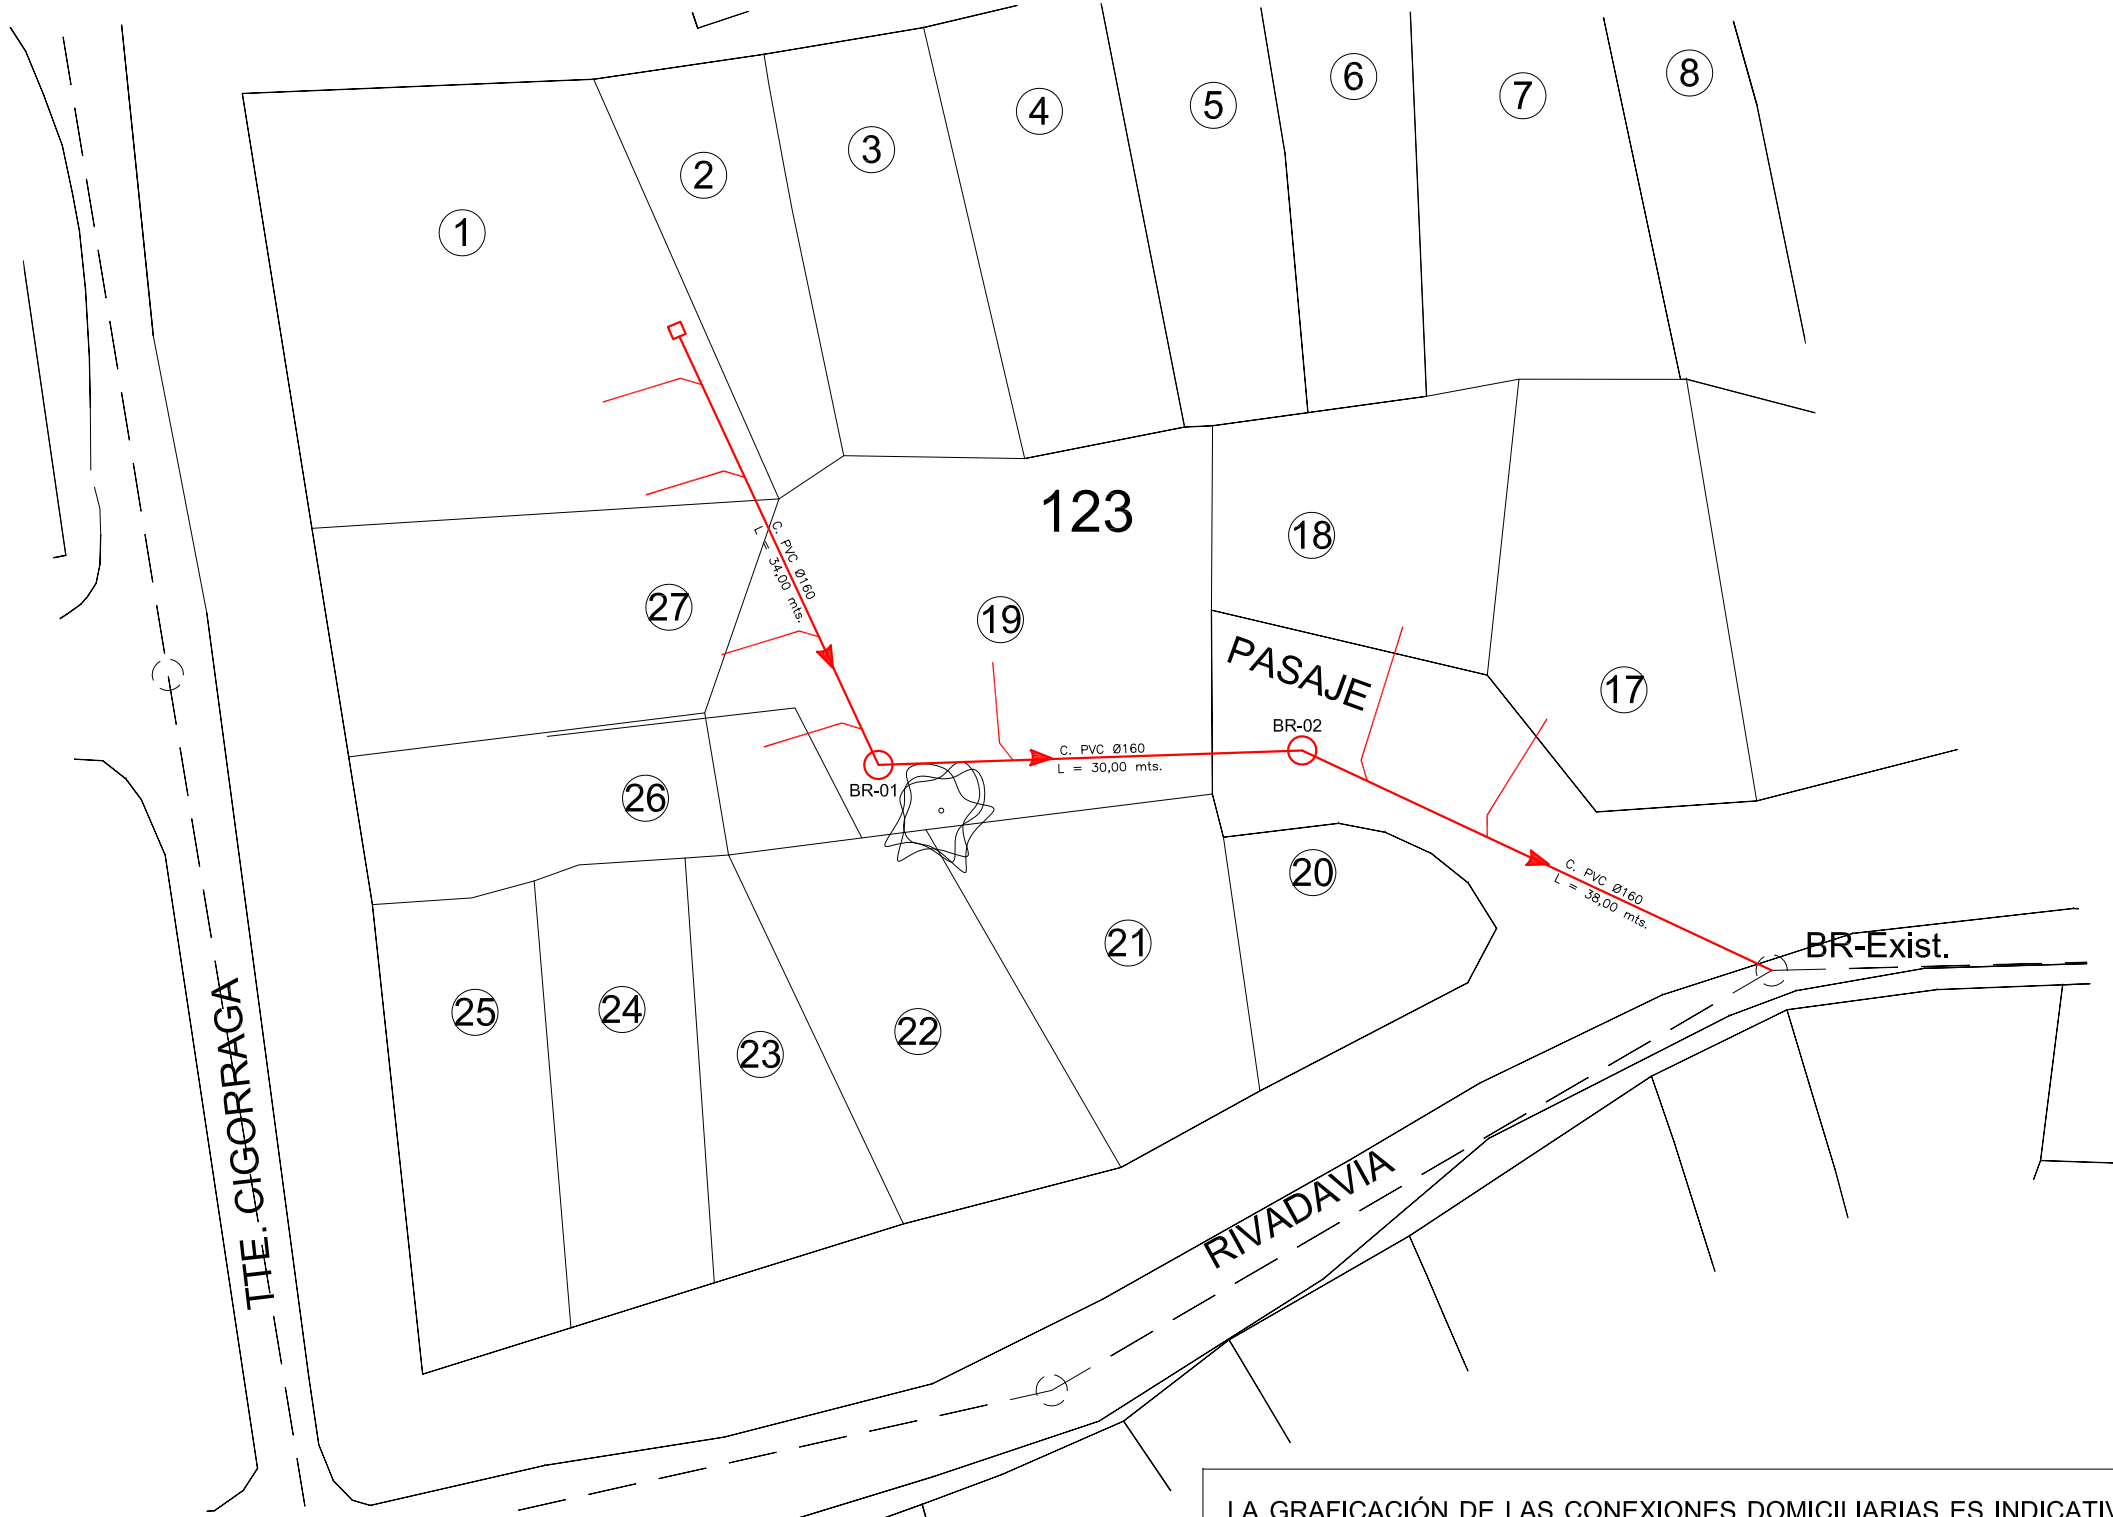 1
2
3
4
5
6
7
8
123
18
19
27
17
C. PVC Ø160
L = 34,00 mts.
PASAJE
BR-02
BR-01
C. PVC Ø160
L = 30,00 mts.
26
20
C. PVC Ø160
L = 38,00 mts.
BR-Exist.
21
25
24
23
22
TTE. CIGORRAGA
RIVADAVIA
LA GRAFICACIÓN DE LAS CONEXIONES DOMICILIARIAS ES